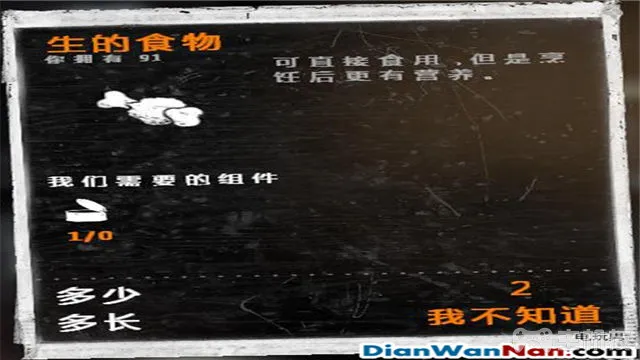 生的食物
你拥有 91
可直接食用,但是烹
饪后更有营养。
我们需要的组件
1/0
多少
2
多长
我不知道
DianWanNan.com